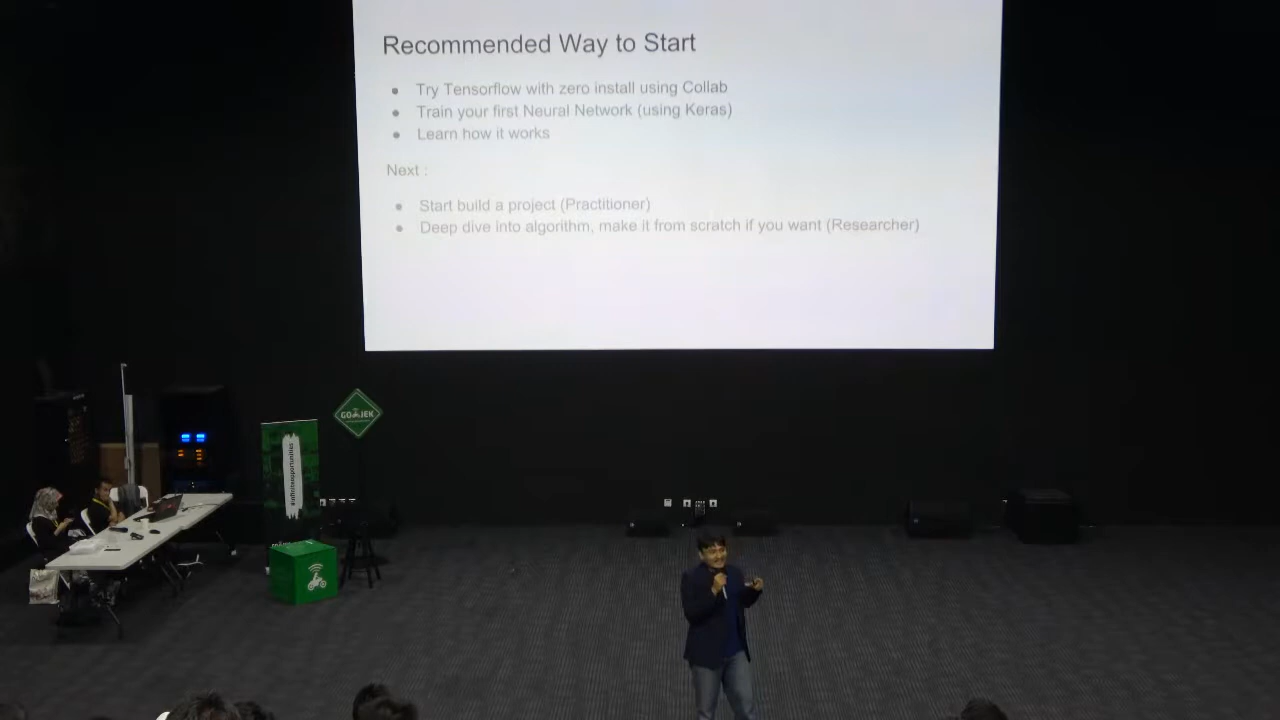 Recommended Way to Start
Try Tensorflow with zero install using Collab
Train your first Neural Network (using Keras)
Learn how it works
Next :
Start build a project (Practitioner)
Deep dive into algorithm, make it from scratch if you want (Researcher)
GOJEK